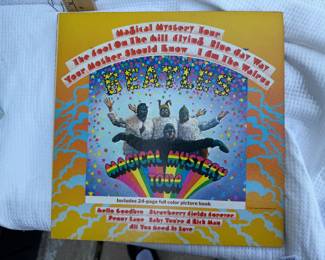 Magical Mystery Tour
The Fool On The Hill Flying Blue Jay Way
Your Mother Should Know I Am The Walrus
BEATLES
MAGICAL MYSTERY
TOUR
Includes 24-page full color picture book
Hello Goodbye Strawberry Fields Forever
Penny Lane Baby You're A Rich Man
All You Need Is Love